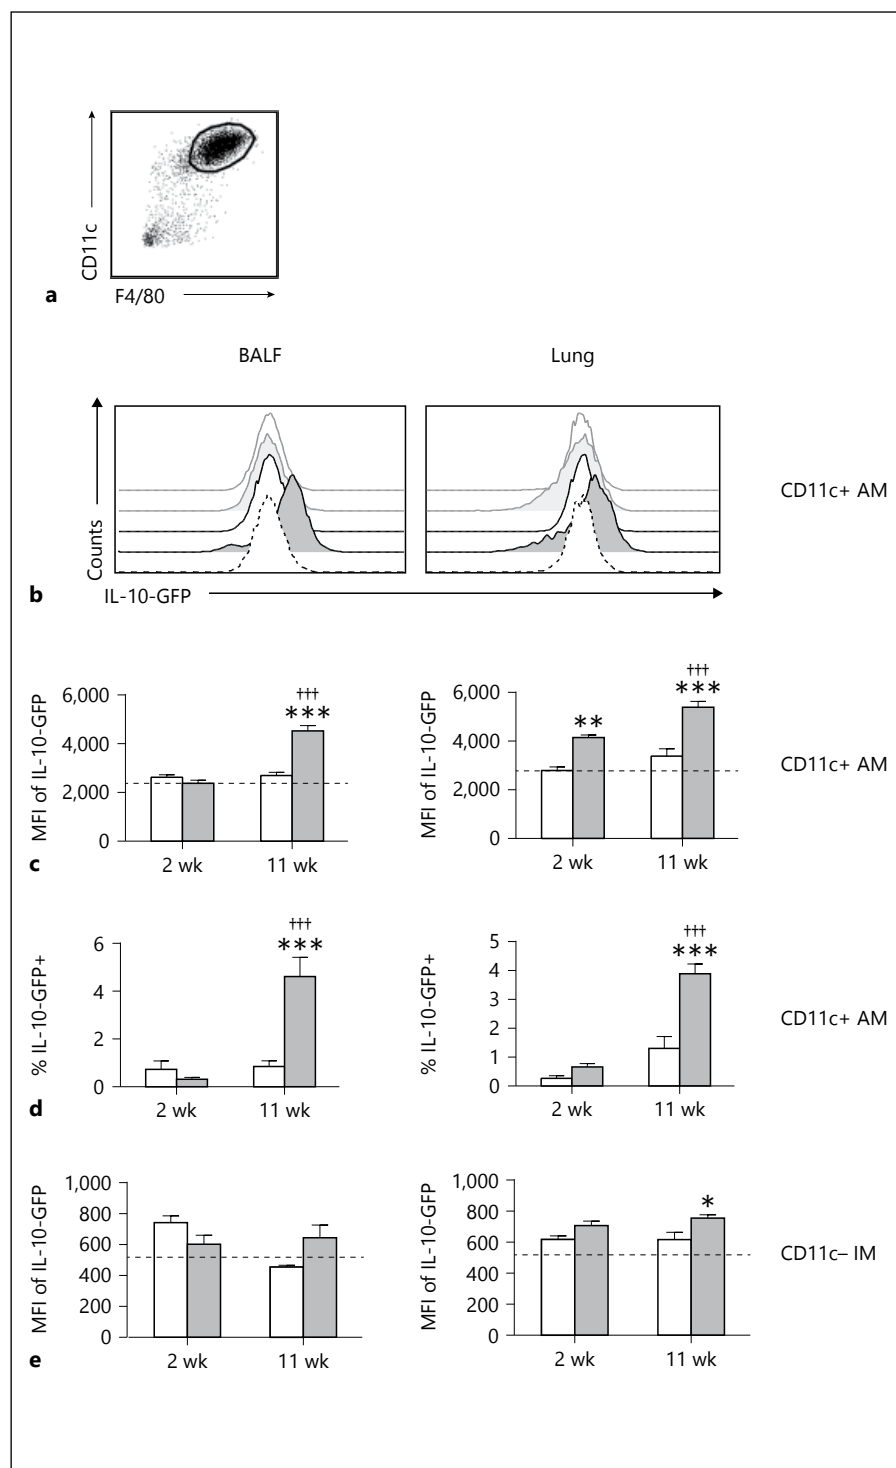 CD11c
a
F4/80
BALF
Lung
Counts
CD11c+ AM
b
IL-10-GFP
MFI of IL-10-GFP
6,000
4,000
2,000
0
†††
***
2 wk
11 wk
MFI of IL-10-GFP
6,000
4,000
2,000
0
**
†††
***
2 wk
11 wk
CD11c+ AM
c
% IL-10-GFP+
6
4
2
0
†††
***
2 wk
11 wk
% IL-10-GFP+
5
4
3
2
1
0
†††
***
2 wk
11 wk
CD11c+ AM
d
MFI of IL-10-GFP
1,000
800
600
400
200
0
2 wk
11 wk
MFI of IL-10-GFP
1,000
800
600
400
200
0
*
2 wk
11 wk
CD11c– IM
e